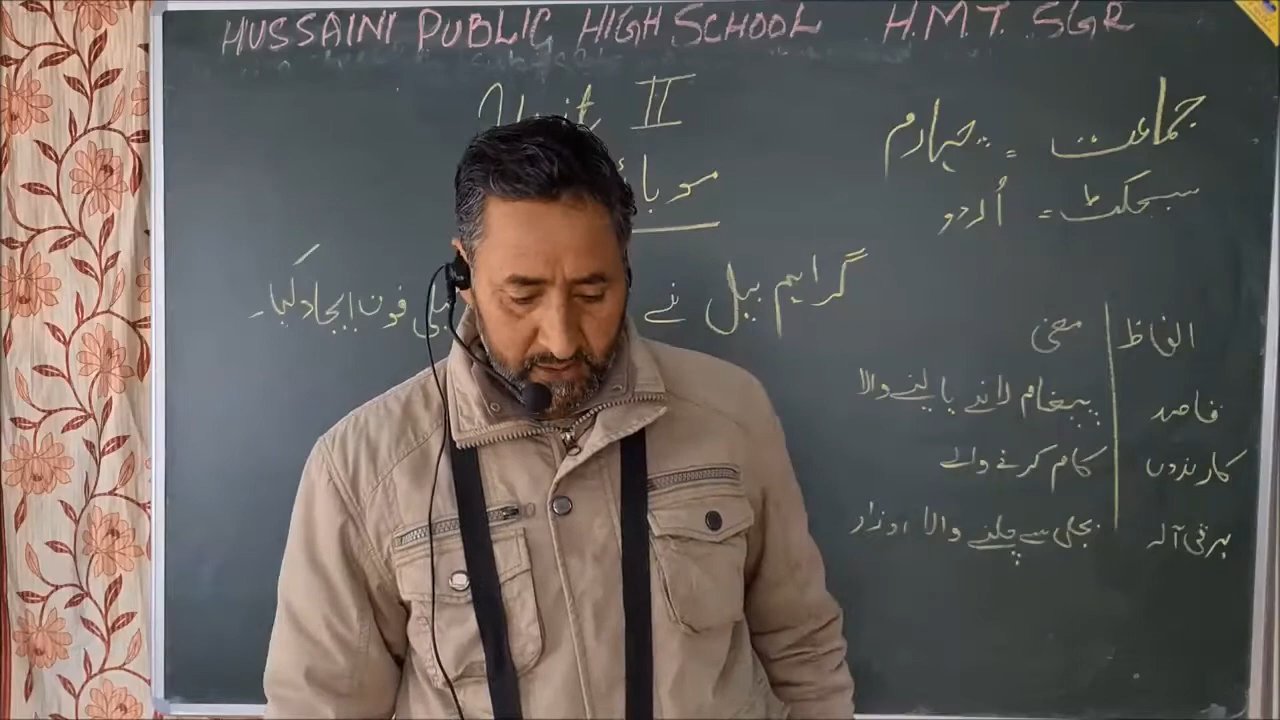 HUSSAINI PUBLIC HIGH SCHOOL H.M.T. SGR
Unit II
جماعت = چہارم
سبجکٹ = اُردو
گراہم بیل نے فون ایجاد کیا۔
الفاظ معنی
قاصد پیغام لانے یا لینے والا
کارندوں کام کرنے والے
برقی آلہ بجلی سے چلنے والا اوزار